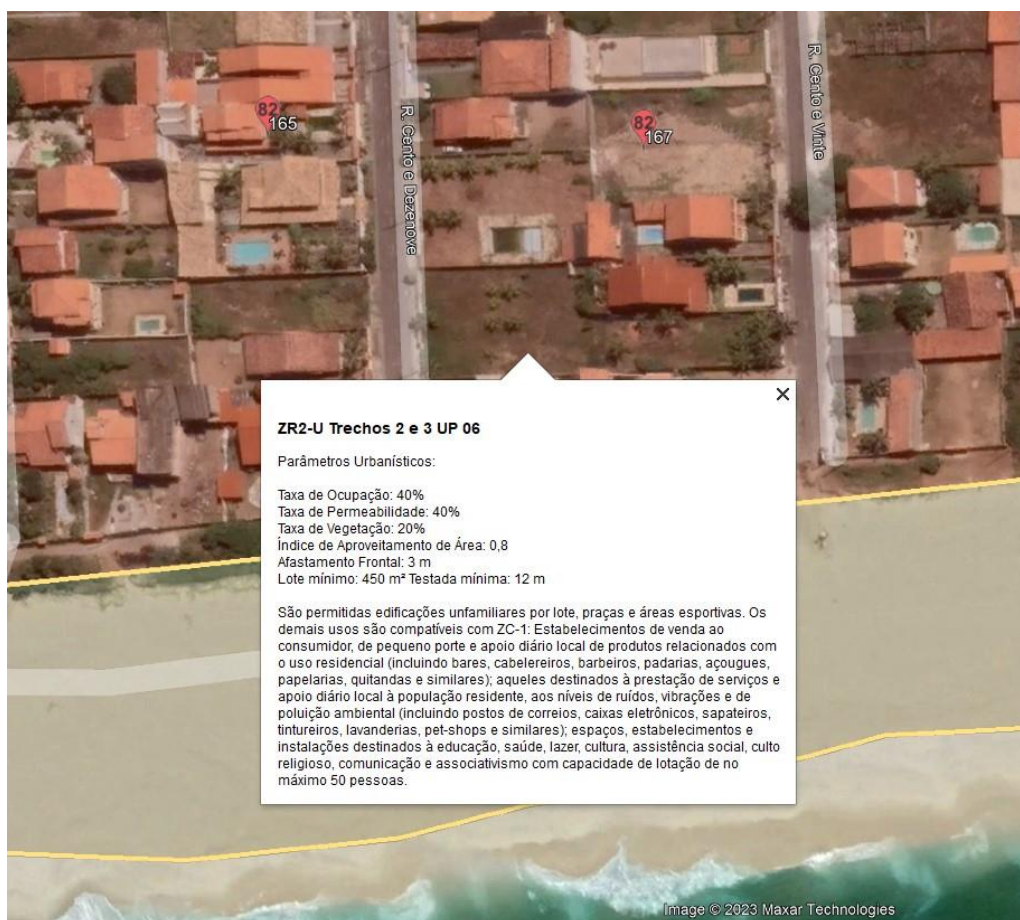 82
165
82
167
R. Cento e Dezenove
R. Cento e Vinte
ZR2-U Trechos 2 e 3 UP 06
Parâmetros Urbanísticos:
Taxa de Ocupação: 40%
Taxa de Permeabilidade: 40%
Taxa de Vegetação: 20%
Índice de Aproveitamento de Área: 0,8
Afastamento Frontal: 3 m
Lote mínimo: 450 m² Testada mínima: 12 m
São permitidas edificações unfamiliares por lote, praças e áreas esportivas. Os
demais usos são compatíveis com ZC-1: Estabelecimentos de venda ao
consumidor, de pequeno porte e apoio diário local de produtos relacionados com
o uso residencial (incluindo bares, cabelereiros, barbeiros, padarias, açougues,
papelarias, quitandas e similares); aqueles destinados à prestação de serviços e
apoio diário local à população residente, aos níveis de ruídos, vibrações e de
poluição ambiental (incluindo postos de correios, caixas eletrônicos, sapateiros,
tintureiros, lavanderias, pet-shops e similares); espaços, estabelecimentos e
instalações destinados à educação, saúde, lazer, cultura, assistência social, culto
religioso, comunicação e associativismo com capacidade de lotação de no
máximo 50 pessoas.
Image © 2023 Maxar Technologies